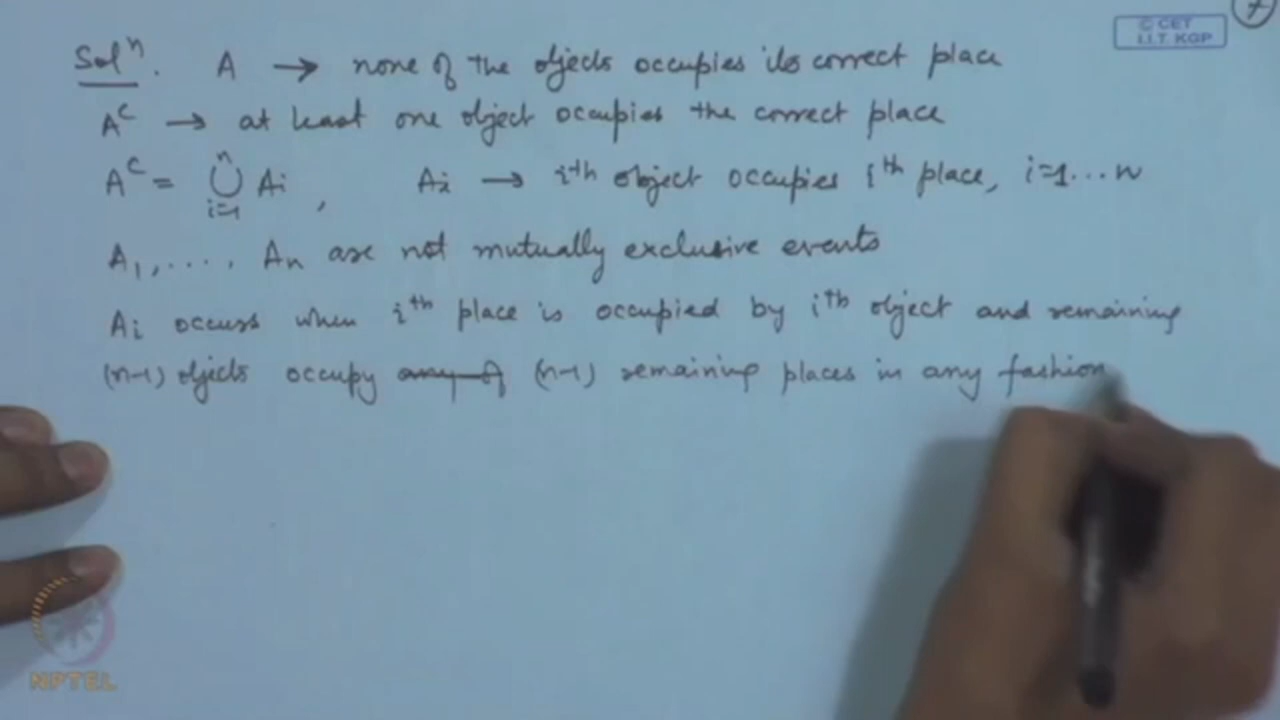 7
© CET
I.I.T. KGP
Solⁿ. A → none of the objects occupies its correct place
Aᶜ → at least one object occupies the correct place
Aᶜ = ⋃ⁿᵢ₌₁ Aᵢ , Aᵢ → iᵗʰ object occupies iᵗʰ place, i=1...n
A₁, ...., Aₙ are not mutually exclusive events
Aᵢ occurs when iᵗʰ place is occupied by iᵗʰ object and remaining
(n-1) objects occupy ~~any of~~ (n-1) remaining places in any fashion
NPTEL